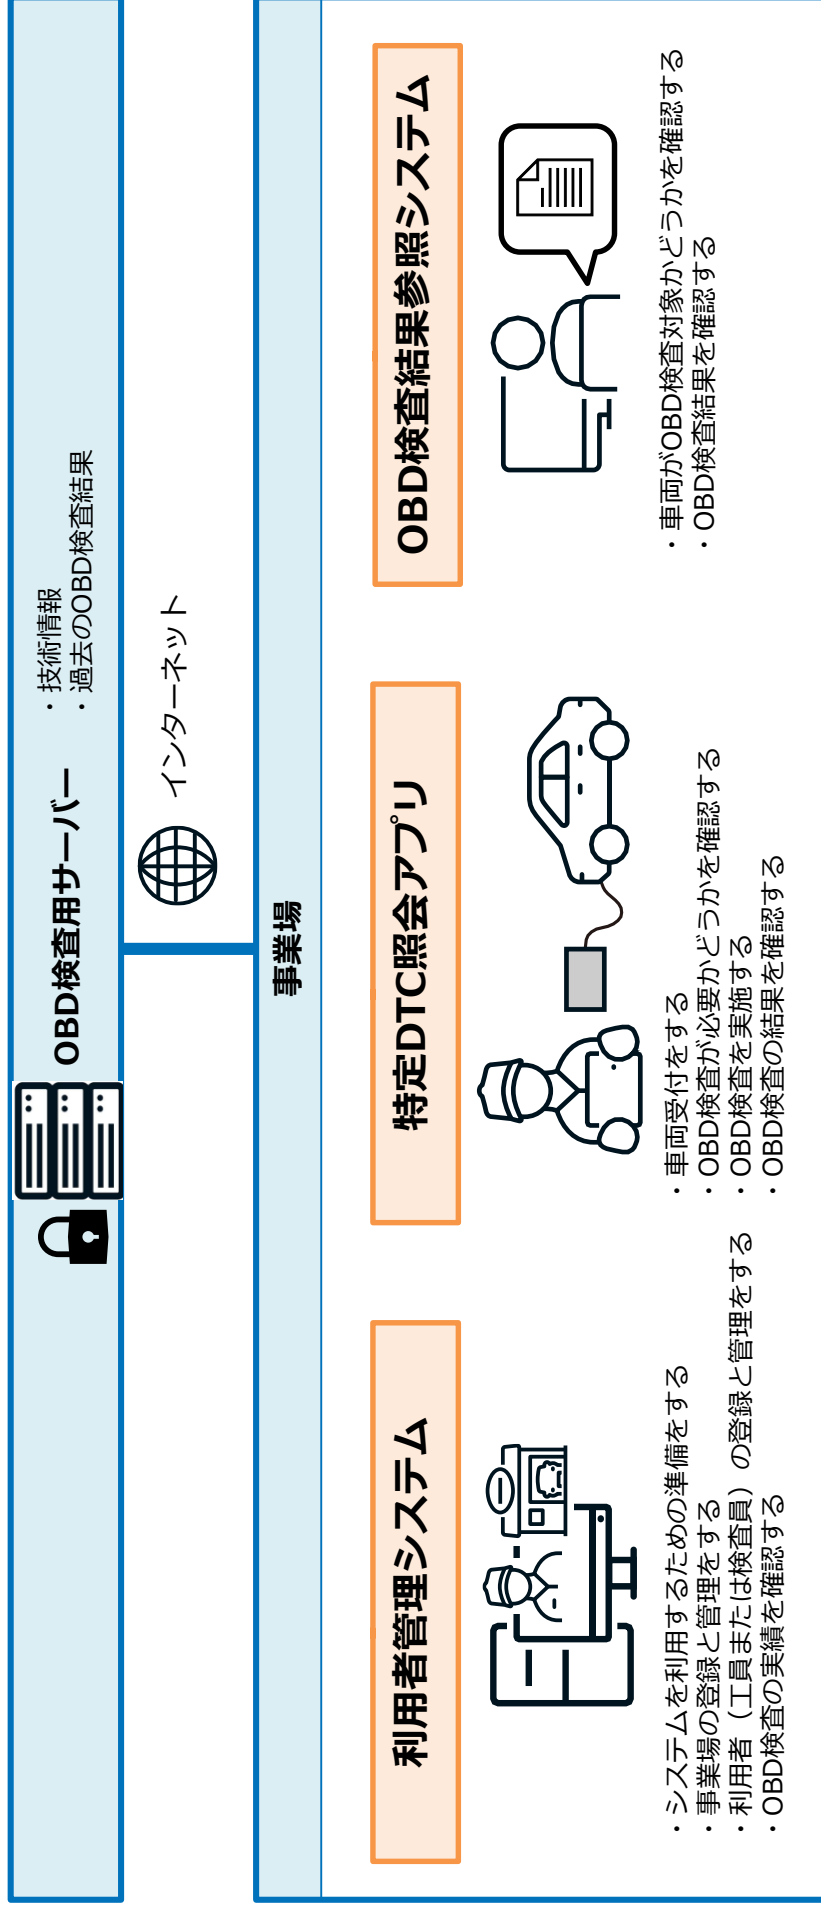 OBD検査用サーバー
・技術情報
・過去のOBD検査結果
インターネット
事業場
利用者管理システム
・システムを利用するための準備をする
・事業場の登録と管理をする
・利用者（工員または検査員）の登録と管理をする
・OBD検査の実績を確認する
特定DTC照会アプリ
・車両受付をする
・OBD検査が必要かどうかを確認する
・OBD検査を実施する
・OBD検査の結果を確認する
OBD検査結果参照システム
・車両がOBD検査対象かどうかを確認する
・OBD検査結果を確認する